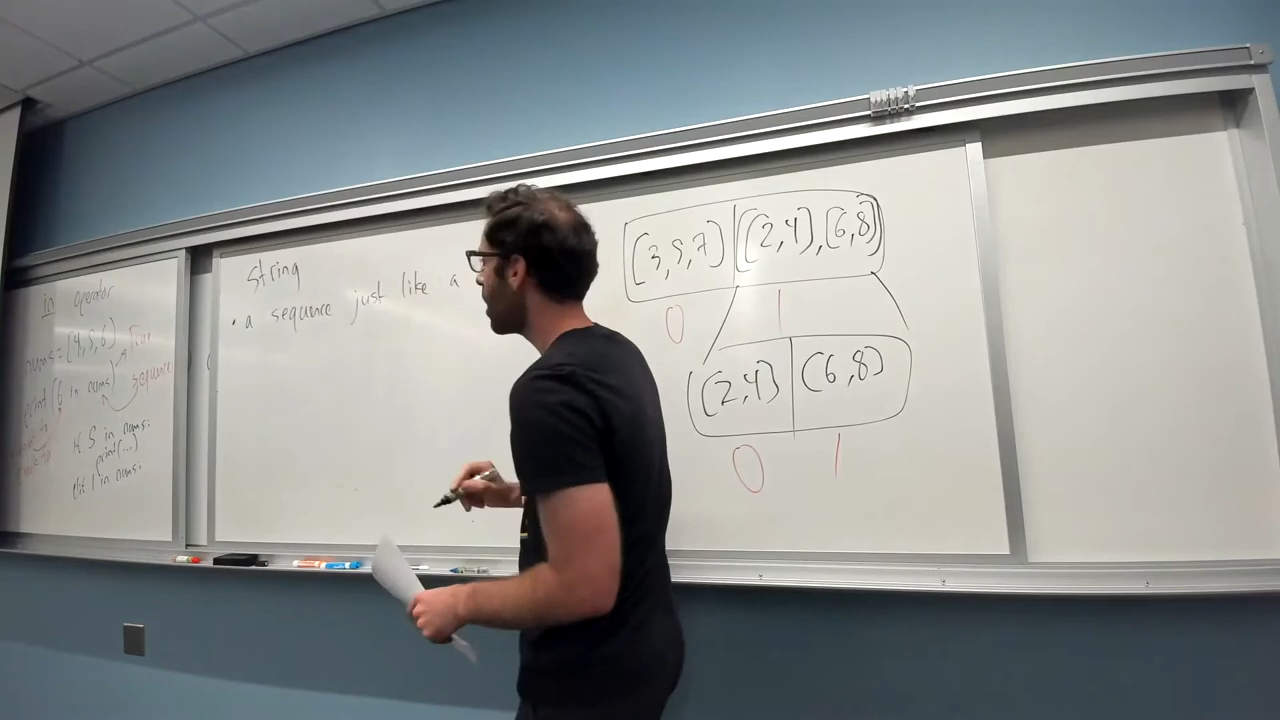 in operator
nums = [4,5,6]
True
print(6 in nums)
sequence
if 5 in nums:
print(...)
elif 1 in nums:
String
• a sequence just like a
[3,5,7] [[2,4],[6,8]]
0 1
[2,4] [6,8]
0 1